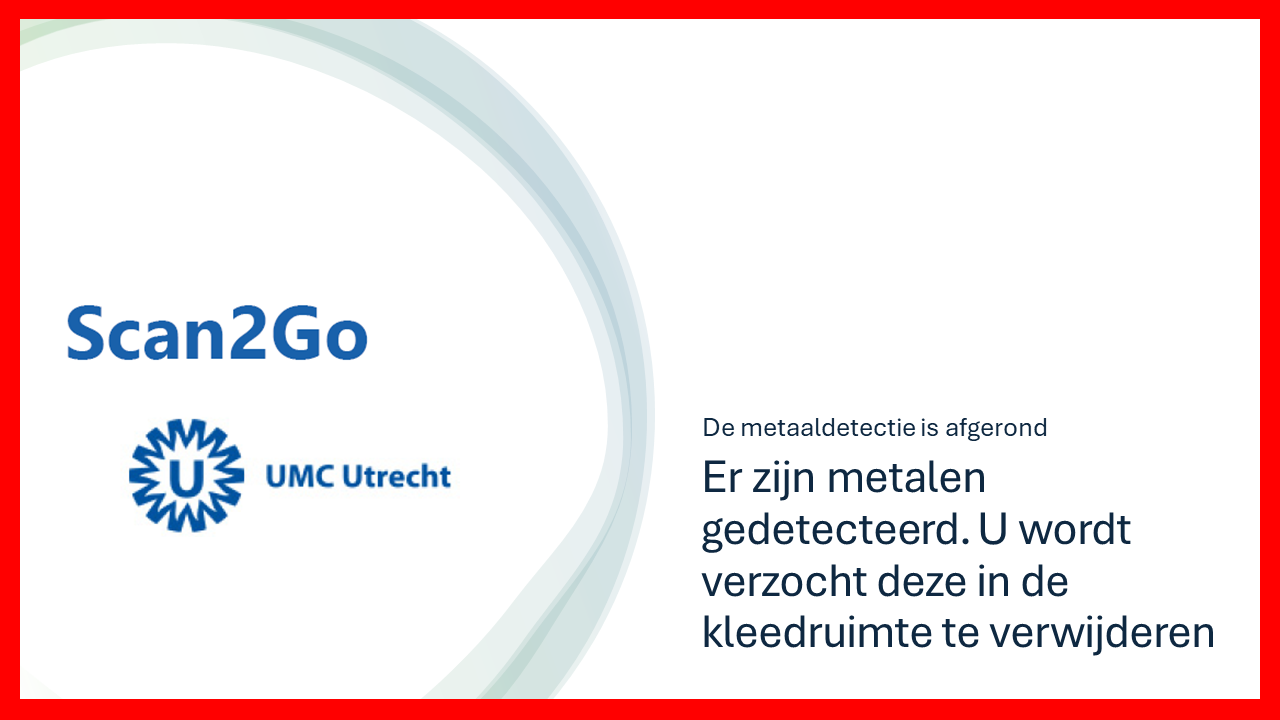 Scan2Go
U
UMC Utrecht
De metaaldetectie is afgerond
Er zijn metalen
gedetecteerd. U wordt
verzocht deze in de
kleedruimte te verwijderen